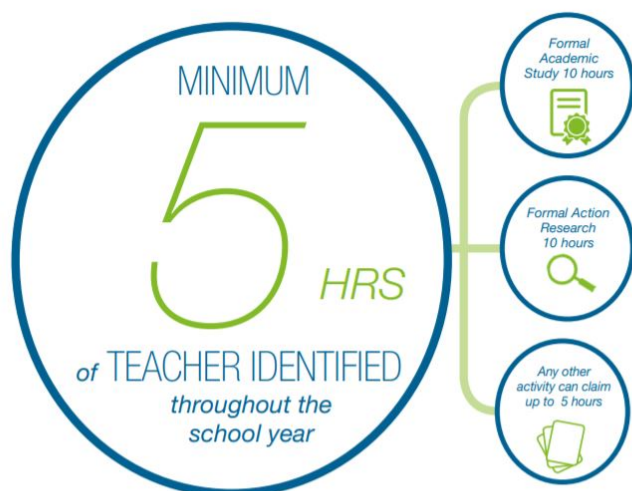 MINIMUM
5
HRS
of TEACHER IDENTIFIED
throughout the
school year
Formal
Academic
Study 10 hours
Formal Action
Research
10 hours
Any other
activity can claim
up to 5 hours